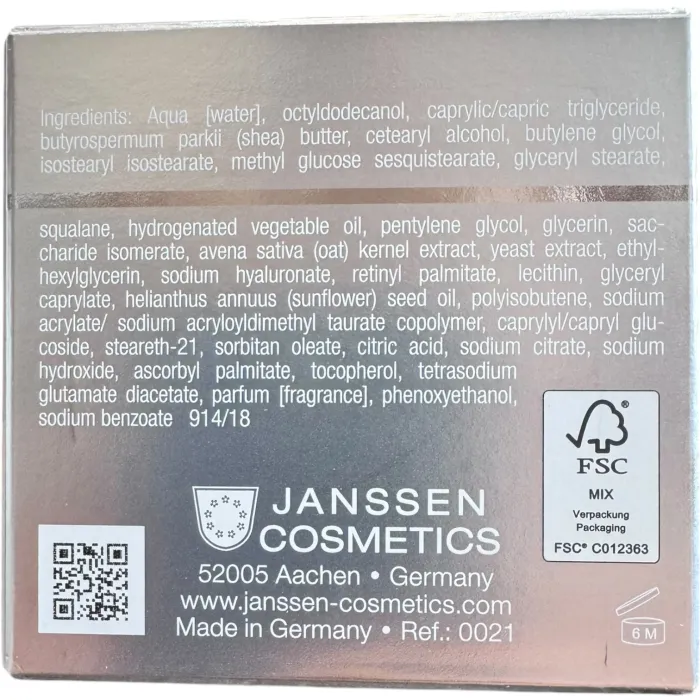 Ingredients: Aqua [water], octyldodecanol, caprylic/capric triglyceride,
butyrospermum parkii (shea) butter, cetearyl alcohol, butylene glycol,
isostearyl isostearate, methyl glucose sesquistearate, glyceryl stearate,
squalane, hydrogenated vegetable oil, pentylene glycol, glycerin, sac-
charide isomerate, avena sativa (oat) kernel extract, yeast extract, ethyl-
hexylglycerin, sodium hyaluronate, retinyl palmitate, lecithin, glyceryl
caprylate, helianthus annuus (sunflower) seed oil, polyisobutene, sodium
acrylate/ sodium acryloyldimethyl taurate copolymer, caprylyl/capryl glu-
coside, steareth-21, sorbitan oleate, citric acid, sodium citrate, sodium
hydroxide, ascorbyl palmitate, tocopherol, tetrasodium
glutamate diacetate, parfum [fragrance], phenoxyethanol,
sodium benzoate 914/18
FSC
MIX
Verpackung
Packaging
FSC® C012363
JANSSEN
COSMETICS
52005 Aachen • Germany
www.janssen-cosmetics.com
Made in Germany • Ref.: 0021
6 M